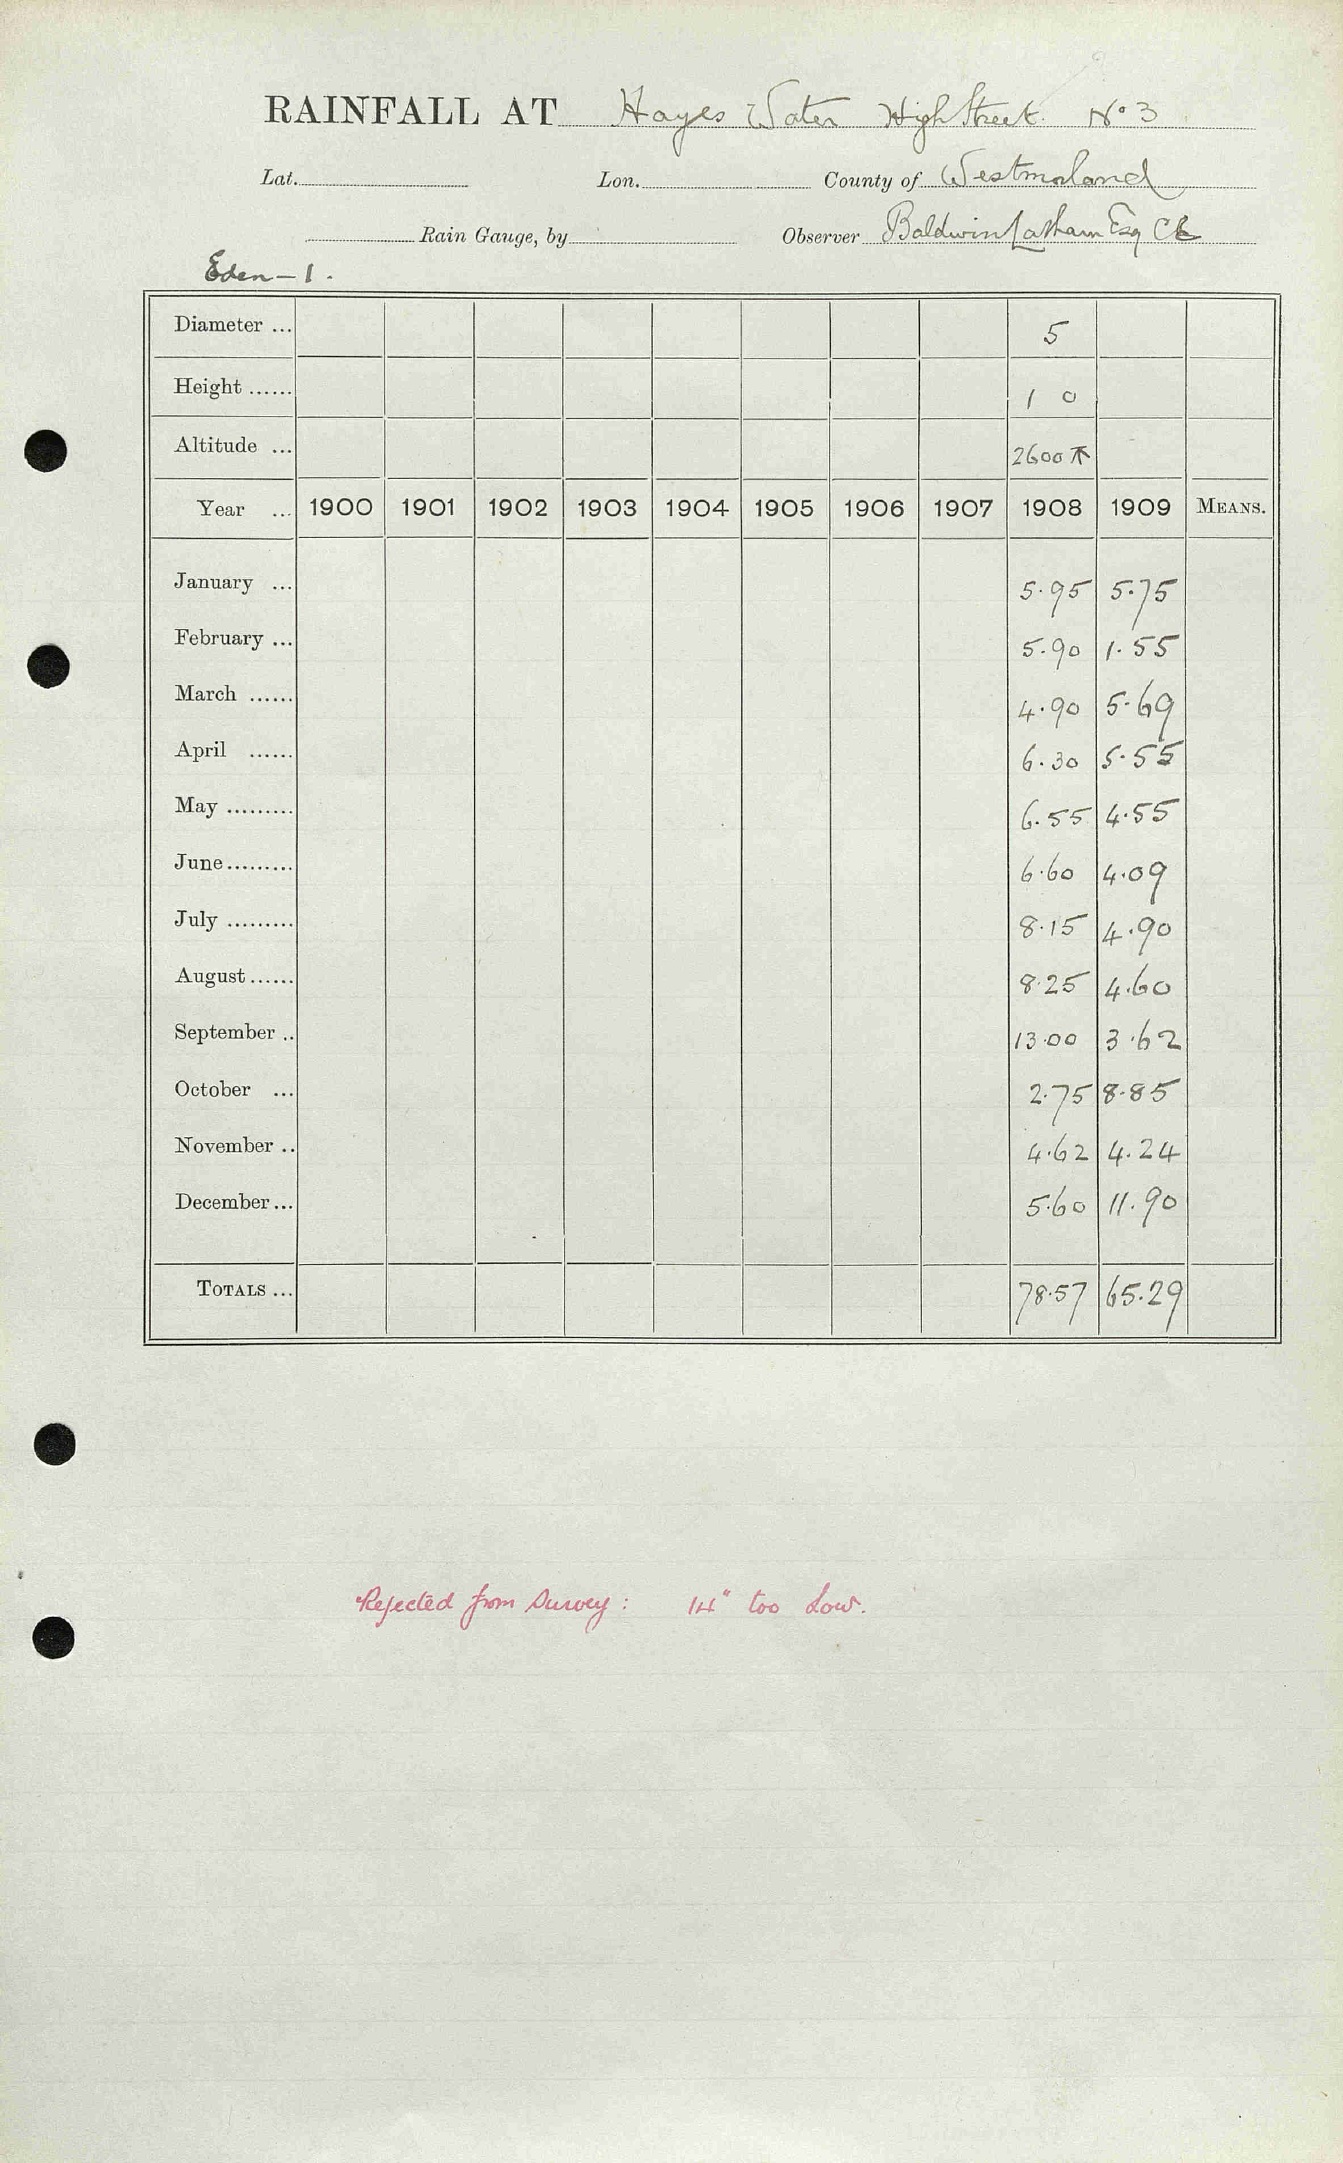 RAINFALL AT Hayes Water High Street No 3
Lat. Lon. County of Westmorland
Rain Gauge, by Observer Baldwin Latham Esq CE
Eden - 1.
Diameter ... 5
Height ...... 1 0
Altitude ... 2600
Year ... 1900 1901 1902 1903 1904 1905 1906 1907 1908 1909 MEANS.
January ... 5.95 5.75
February ... 5.90 1.55
March ...... 4.90 5.69
April ...... 6.30 5.55
May ......... 6.55 4.55
June ......... 6.60 4.09
July ......... 8.15 4.90
August ...... 8.25 4.60
September .. 13.00 3.62
October ... 2.75 8.85
November .. 4.62 4.24
December ... 5.60 11.90
TOTALS ... 78.57 65.29
Rejected from Survey: 14" too low.